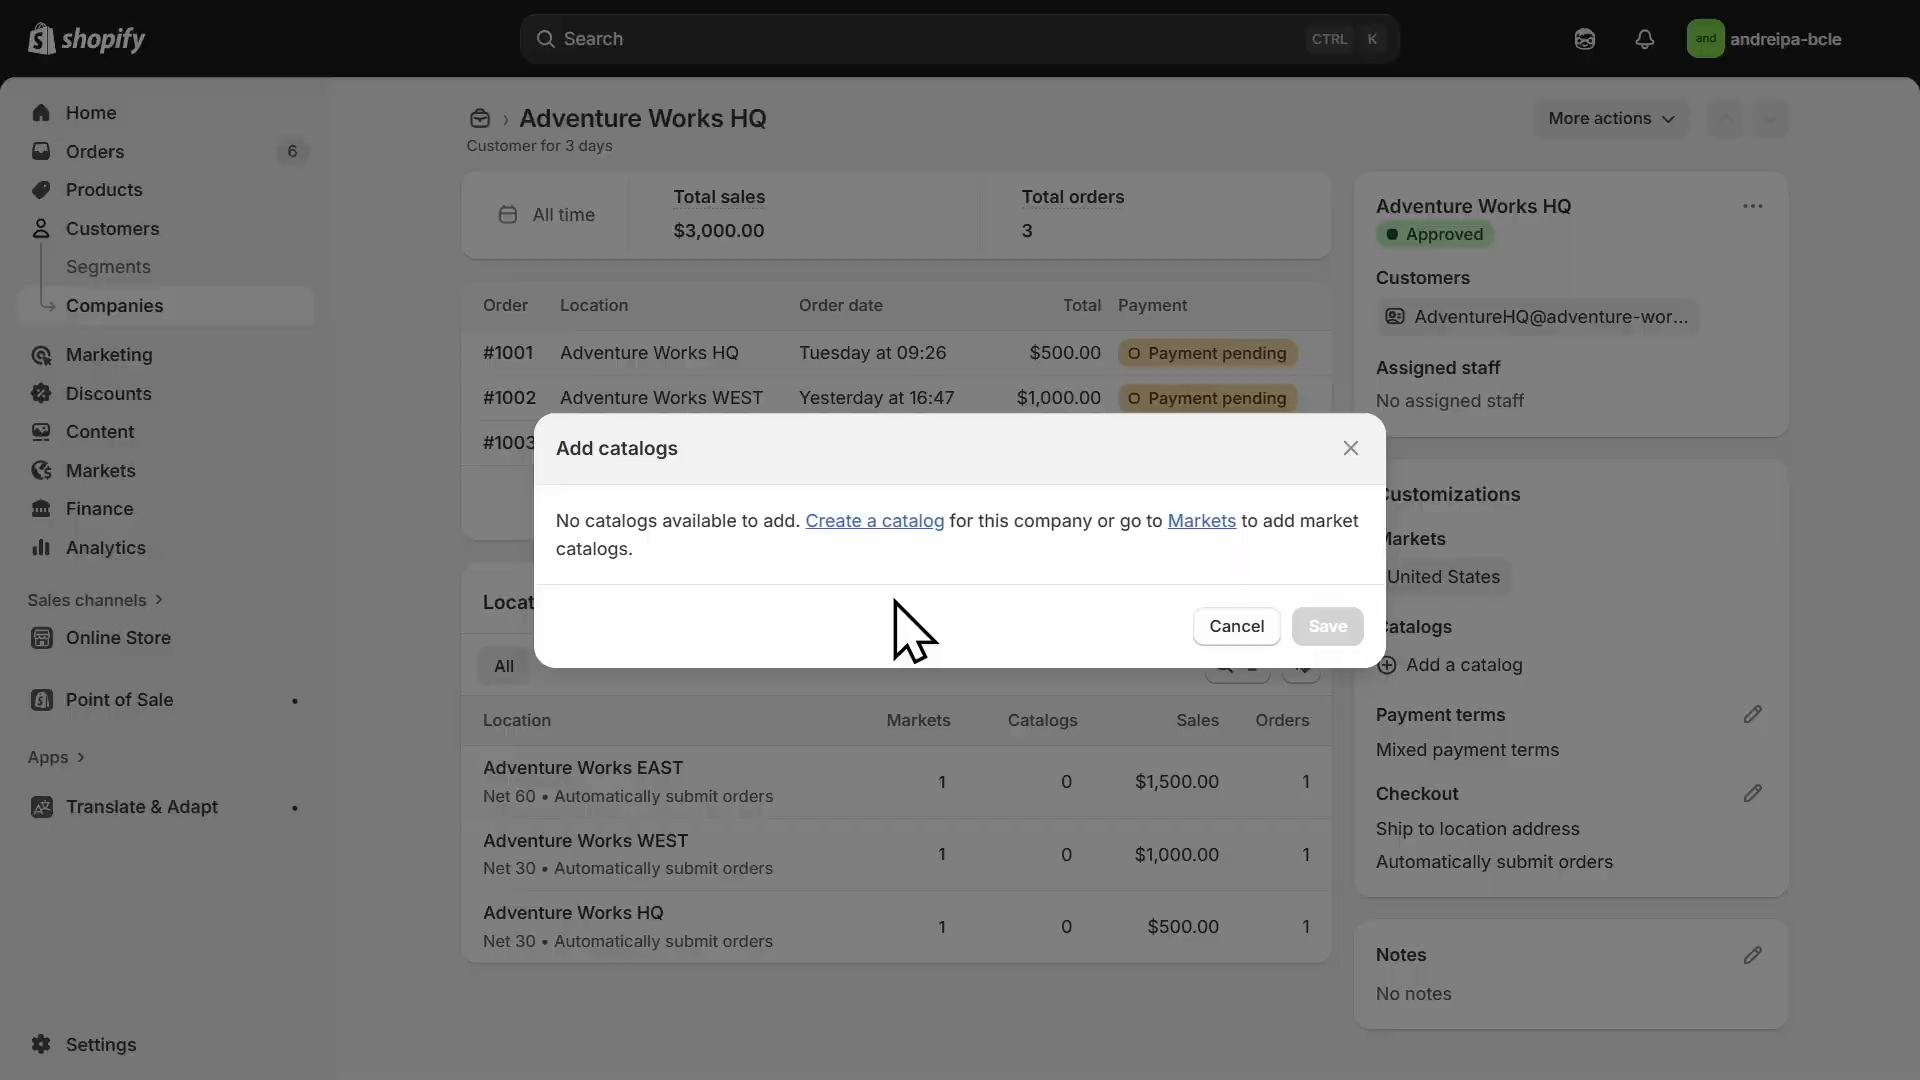 shopify
Search
CTRL K
and
andreipa-bcle
Home
Orders 6
Products
Customers
Segments
Companies
Marketing
Discounts
Content
Markets
Finance
Analytics
Sales channels
Online Store
Point of Sale
Apps
Translate & Adapt
Settings
Adventure Works HQ
Customer for 3 days
More actions
All time
Total sales
$3,000.00
Total orders
3
Order Location Order date Total Payment
#1001 Adventure Works HQ Tuesday at 09:26 $500.00 Payment pending
#1002 Adventure Works WEST Yesterday at 16:47 $1,000.00 Payment pending
#1003
Add catalogs
No catalogs available to add. Create a catalog for this company or go to Markets to add market
catalogs.
Cancel Save
Locat
All
Location Markets Catalogs Sales Orders
Adventure Works EAST
Net 60 • Automatically submit orders
1 0 $1,500.00 1
Adventure Works WEST
Net 30 • Automatically submit orders
1 0 $1,000.00 1
Adventure Works HQ
Net 30 • Automatically submit orders
1 0 $500.00 1
Adventure Works HQ
Approved
Customers
AdventureHQ@adventure-wor...
Assigned staff
No assigned staff
Customizations
Markets
United States
Catalogs
Add a catalog
Payment terms
Mixed payment terms
Checkout
Ship to location address
Automatically submit orders
Notes
No notes